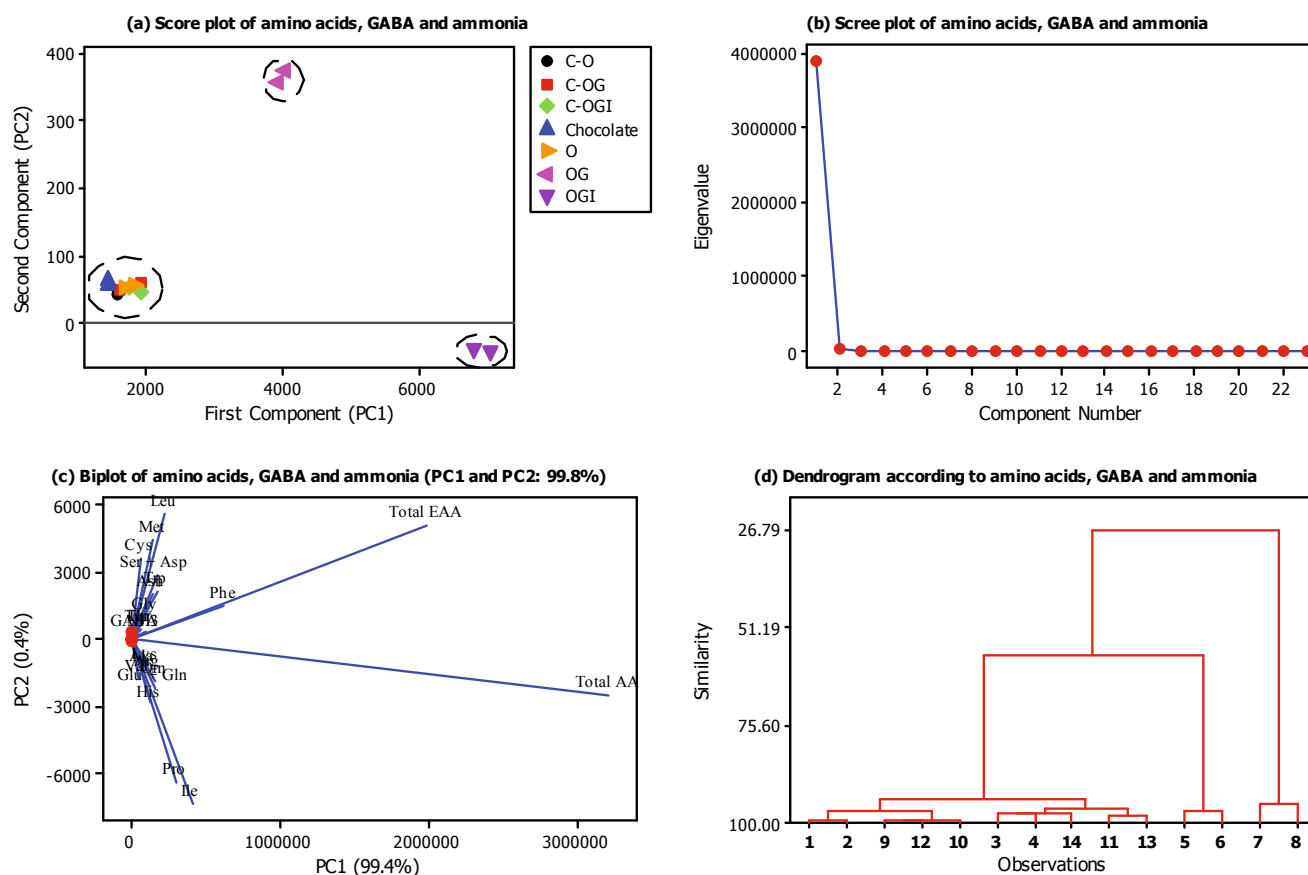 (a) Score plot of amino acids, GABA and ammonia
400
300
200
100
0
2000
4000
6000
Second Component (PC2)
First Component (PC1)
C-O
C-OG
C-OGI
Chocolate
O
OG
OGI
(b) Scree plot of amino acids, GABA and ammonia
4000000
3000000
2000000
1000000
0
2 4 6 8 10 12 14 16 18 20 22
Eigenvalue
Component Number
(c) Biplot of amino acids, GABA and ammonia (PC1 and PC2: 99.8%)
6000
3000
0
-3000
-6000
0
1000000
2000000
3000000
PC2 (0.4%)
PC1 (99.4%)
Leu
Met
Cys
Ser
Asp
Total EAA
Phe
Gly
Total AA
Lys
Glu
Gln
His
Pro
Ile
(d) Dendrogram according to amino acids, GABA and ammonia
26.79
51.19
75.60
100.00
Similarity
1 2 9 12 10 3 4 14 11 13 5 6 7 8
Observations